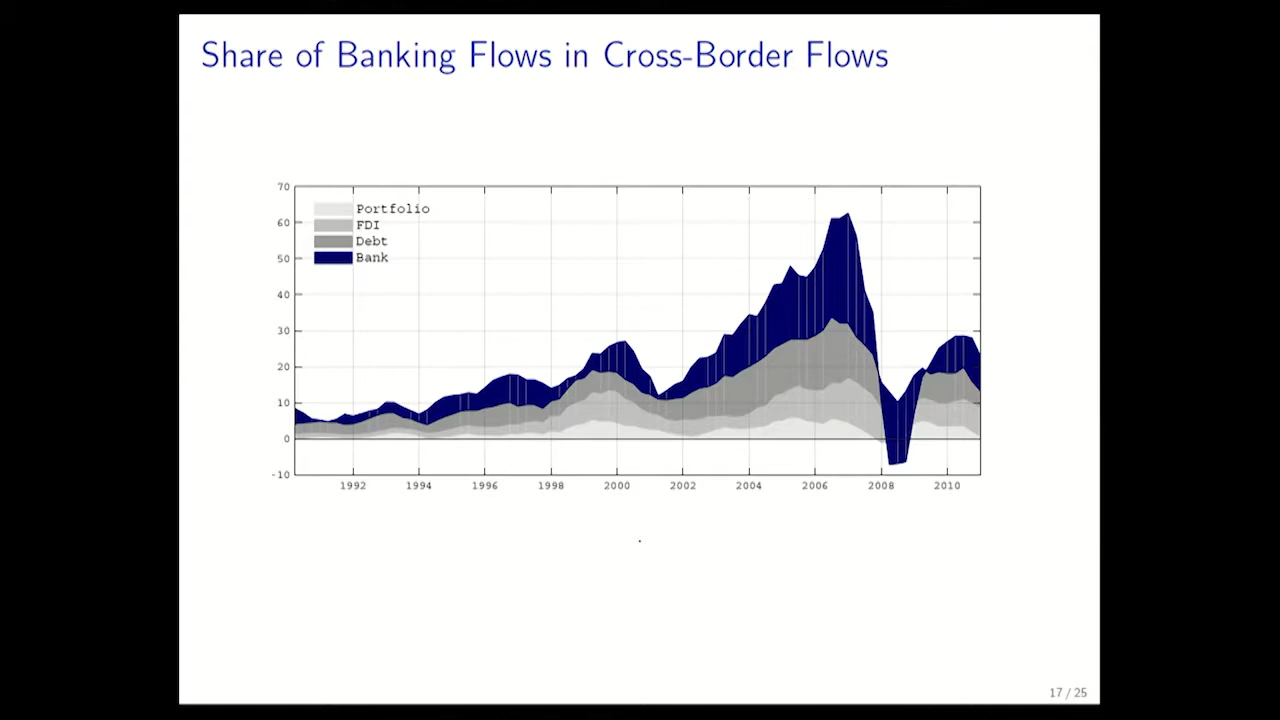 Share of Banking Flows in Cross-Border Flows
70
60
50
40
30
20
10
0
-10
Portfolio
FDI
Debt
Bank
1992 1994 1996 1998 2000 2002 2004 2006 2008 2010
17 / 25